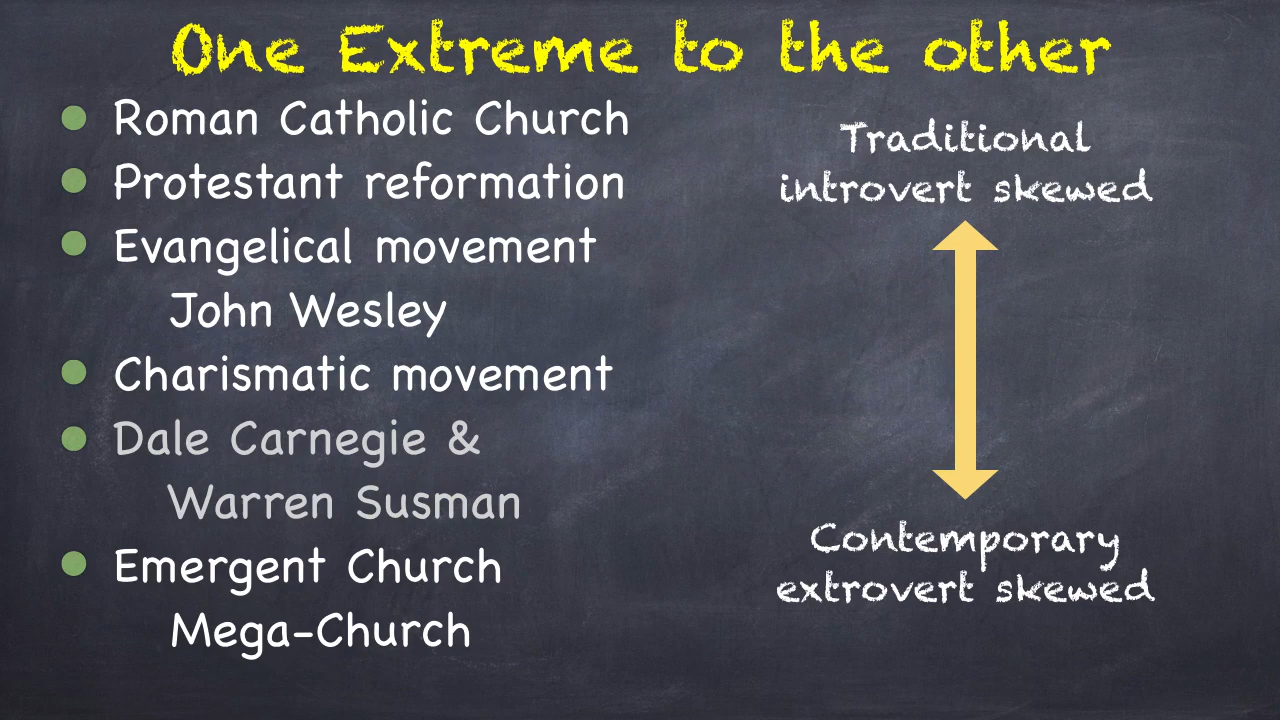 One Extreme to the other
Roman Catholic Church
Protestant reformation
Evangelical movement
John Wesley
Charismatic movement
Dale Carnegie &
Warren Susman
Emergent Church
Mega-Church
Traditional
introvert skewed
Contemporary
extrovert skewed